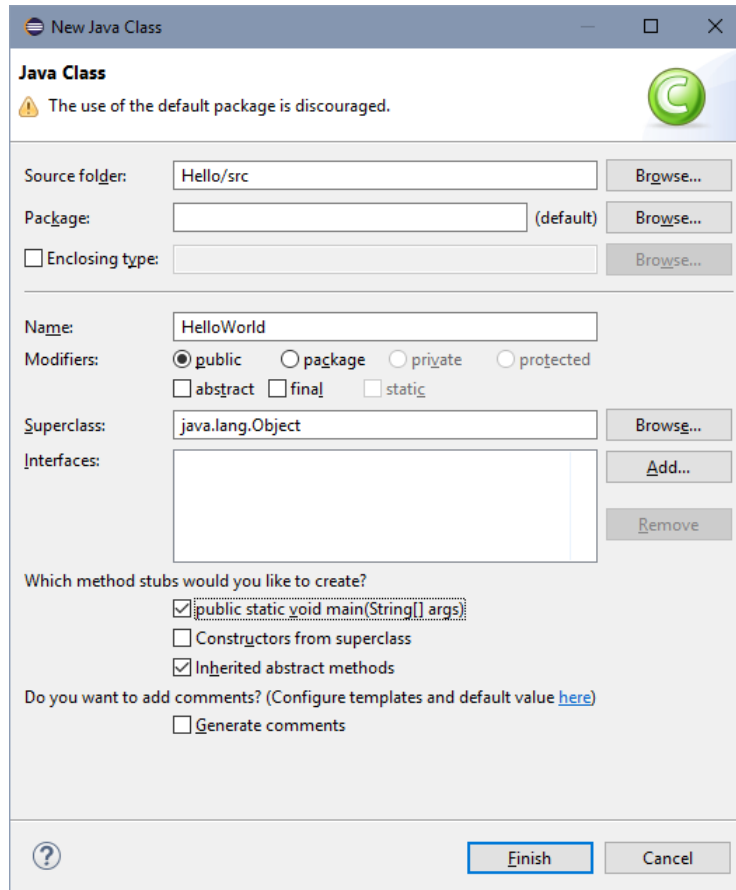 New Java Class
Java Class
The use of the default package is discouraged.
Source folder: Hello/src Browse...
Package: (default) Browse...
Enclosing type: Browse...
Name: HelloWorld
Modifiers: public package private protected
abstract final static
Superclass: java.lang.Object Browse...
Interfaces: Add...
Remove
Which method stubs would you like to create?
public static void main(String[] args)
Constructors from superclass
Inherited abstract methods
Do you want to add comments? (Configure templates and default value here)
Generate comments
? Finish Cancel